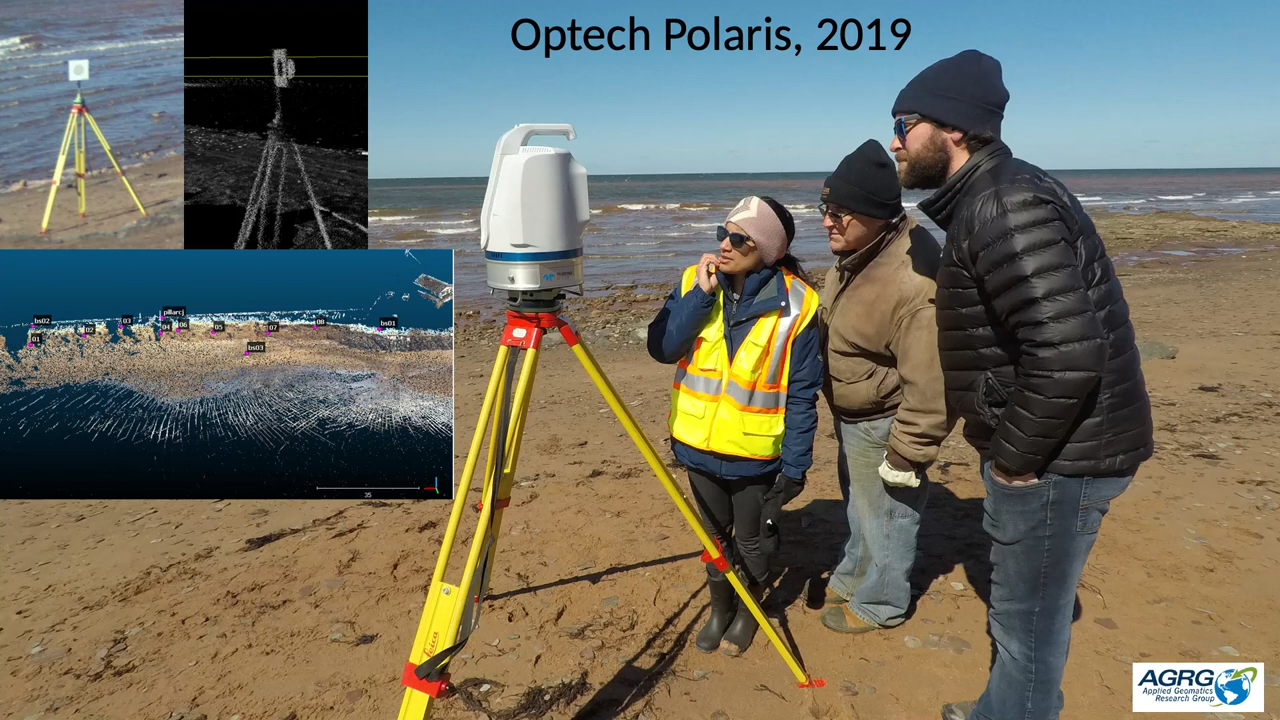 Optech Polaris, 2019
pillarcj
bs02
03
06
04
05
07
08
bs01
02
01
bs03
35
Leica
AGRG
Applied Geomatics
Research Group